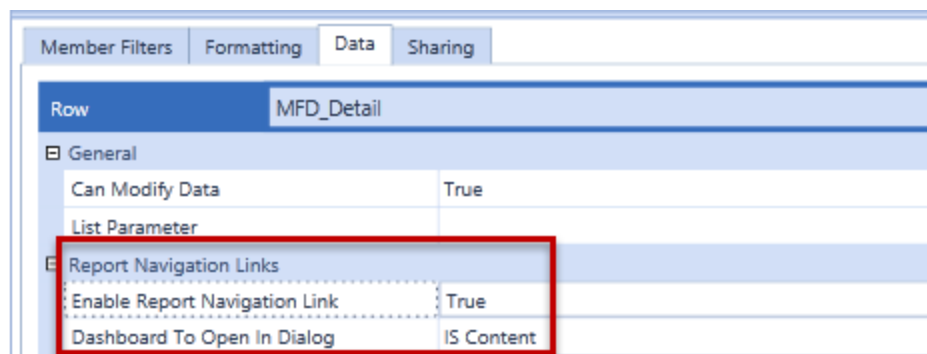 Member Filters Formatting Data Sharing
Row MFD_Detail
General
Can Modify Data True
List Parameter
Report Navigation Links
Enable Report Navigation Link True
Dashboard To Open In Dialog IS Content